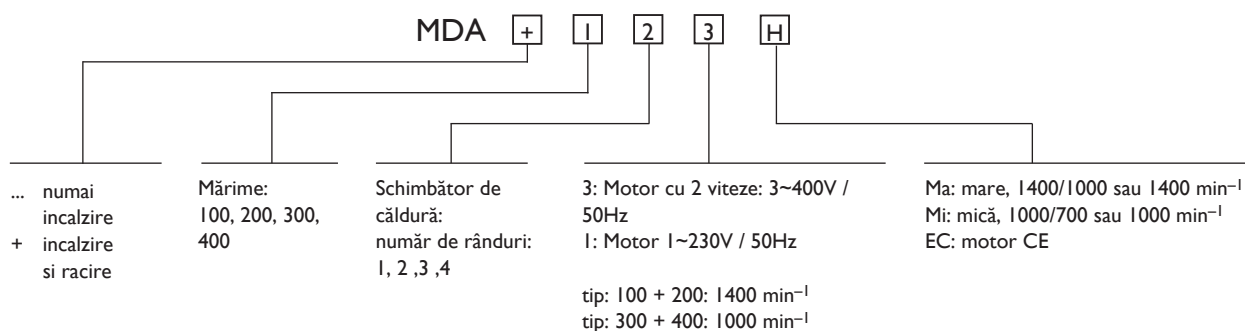 MDA + 1 2 3 H
... numai
incalzire
+ incalzire
si racire
Mărime:
100, 200, 300,
400
Schimbător de
căldură:
număr de rânduri:
1, 2 ,3 ,4
3: Motor cu 2 viteze: 3~400V /
50Hz
1: Motor 1~230V / 50Hz
tip: 100 + 200: 1400 min–1
tip: 300 + 400: 1000 min–1
Ma: mare, 1400/1000 sau 1400 min–1
Mi: mică, 1000/700 sau 1000 min–1
EC: motor CE